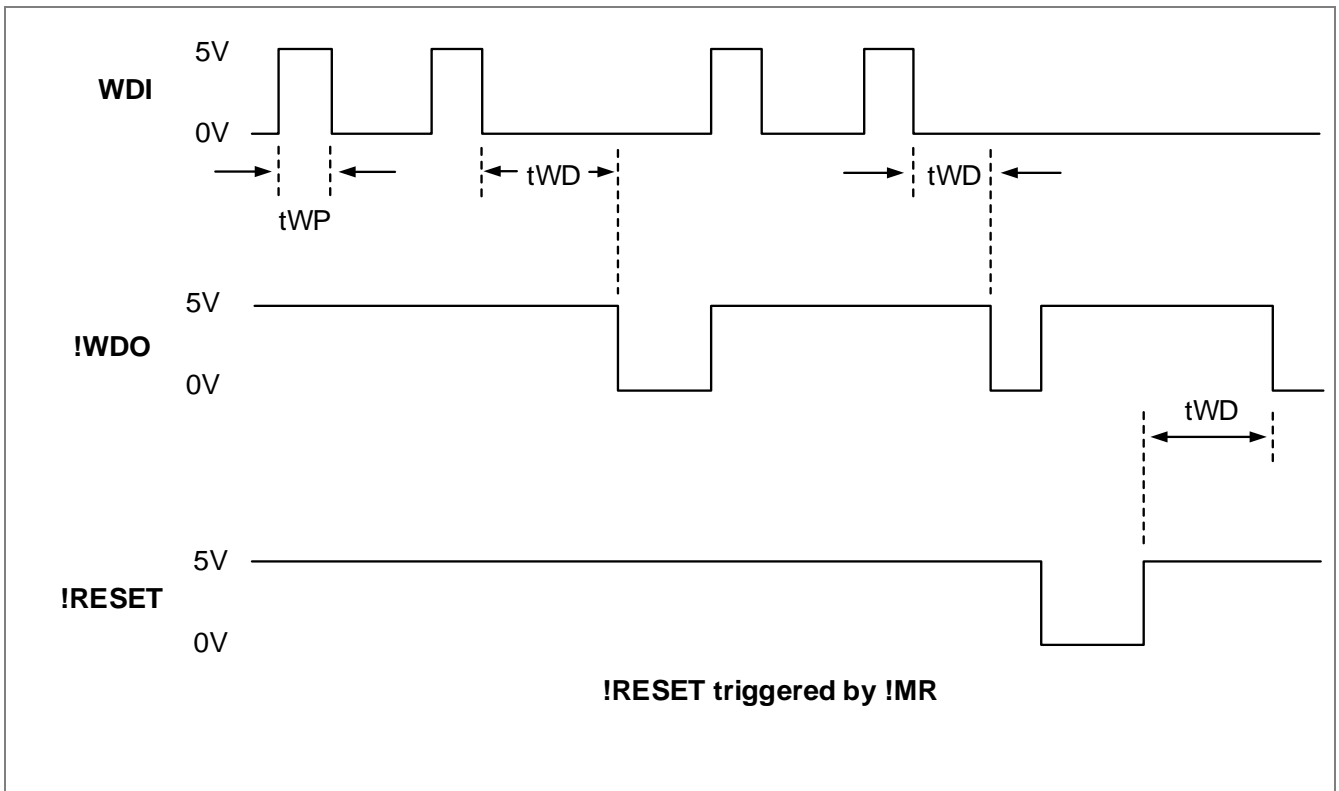 5V
WDI
0V
tWD
tWD
tWP
5V
!WDO
0V
tWD
5V
!RESET
0V
!RESET triggered by !MR